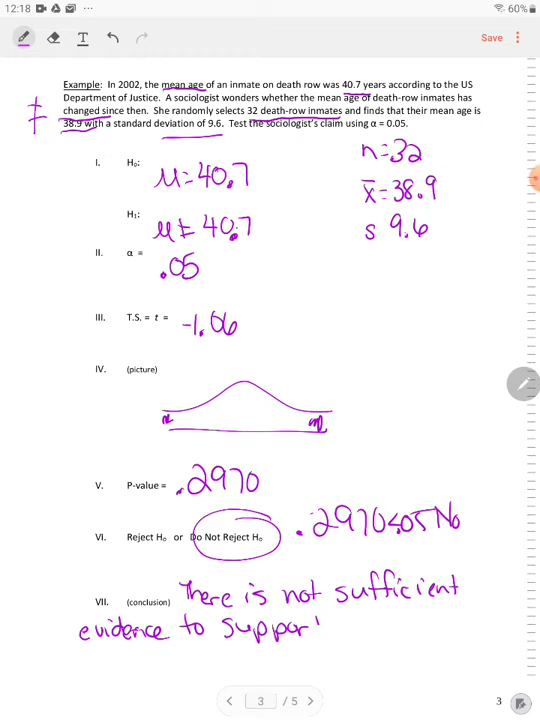 12:18
60%
Save
Example: In 2002, the mean age of an inmate on death row was 40.7 years according to the US
Department of Justice. A sociologist wonders whether the mean age of death-row inmates has
changed since then. She randomly selects 32 death-row inmates and finds that their mean age is
38.9 with a standard deviation of 9.6. Test the sociologist's claim using α = 0.05.
≠
n = 32
x̄ = 38.9
s 9.6
I. H₀: μ = 40.7
H₁: μ ≠ 40.7
II. α = .05
III. T.S. = t = -1.06
IV. (picture)
V. P-value = .2970
VI. Reject H₀ or Do Not Reject H₀ .2970 ≤ .05 No
VII. (conclusion) There is not sufficient
evidence to suppor
3 / 5
3